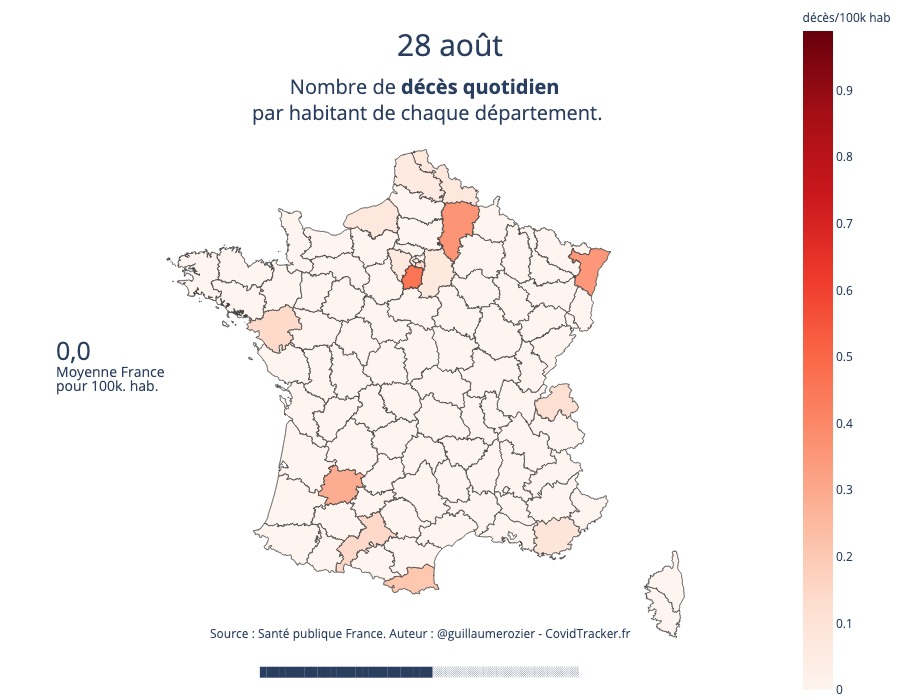 décès/100k hab
28 août
Nombre de décès quotidien
par habitant de chaque département.
0.9
0.8
0.7
0.6
0.5
0.4
0.3
0.2
0.1
0
0,0
Moyenne France
pour 100k. hab.
Source : Santé publique France. Auteur : @guillaumerozier - CovidTracker.fr